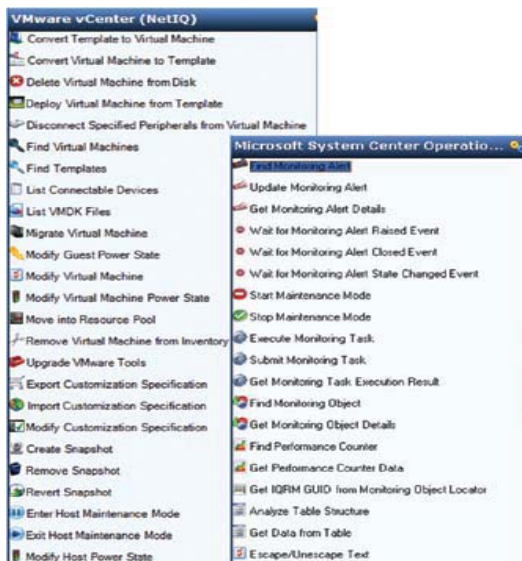 VMware vCenter (NetIQ)
Convert Template to Virtual Machine
Convert Virtual Machine to Template
Delete Virtual Machine from Disk
Deploy Virtual Machine from Template
Disconnect Specified Peripherals from Virtual Machine
Find Virtual Machines
Find Templates
List Connectable Devices
List VMDK Files
Migrate Virtual Machine
Modify Guest Power State
Modify Virtual Machine
Modify Virtual Machine Power State
Move into Resource Pool
Remove Virtual Machine from Inventory
Upgrade VMware Tools
Export Customization Specification
Import Customization Specification
Modify Customization Specification
Create Snapshot
Remove Snapshot
Revert Snapshot
Enter Host Maintenance Mode
Exit Host Maintenance Mode
Modify Host Power State
Microsoft System Center Operatio...
Find Monitoring Alert
Update Monitoring Alert
Get Monitoring Alert Details
Wait for Monitoring Alert Raised Event
Wait for Monitoring Alert Closed Event
Wait for Monitoring Alert State Changed Event
Start Maintenance Mode
Stop Maintenance Mode
Execute Monitoring Task
Submit Monitoring Task
Get Monitoring Task Execution Result
Find Monitoring Object
Get Monitoring Object Details
Find Performance Counter
Get Performance Counter Data
Get IQRM GUID from Monitoring Object Locator
Analyze Table Structure
Get Data from Table
Escape/Unescape Text